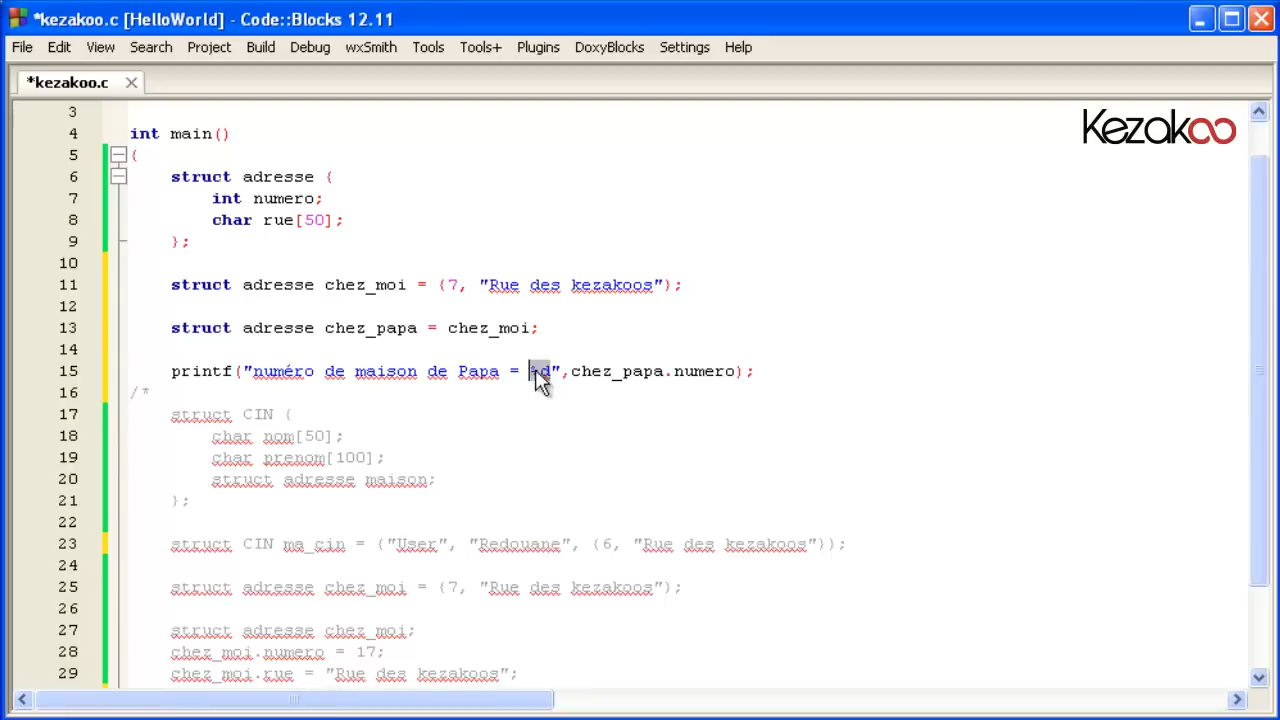 *kezakoo.c [HelloWorld] - Code::Blocks 12.11
File Edit View Search Project Build Debug wxSmith Tools Tools+ Plugins DoxyBlocks Settings Help
*kezakoo.c
Kezakoo
3
4 int main()
5 {
6 struct adresse {
7 int numero;
8 char rue[50];
9 };
10
11 struct adresse chez_moi = {7, "Rue des kezakoos"};
12
13 struct adresse chez_papa = chez_moi;
14
15 printf("numéro de maison de Papa = %d",chez_papa.numero);
16 /*
17 struct CIN {
18 char nom[50];
19 char prenom[100];
20 struct adresse maison;
21 };
22
23 struct CIN ma_cin = {"User", "Redouane", {6, "Rue des kezakoos"}};
24
25 struct adresse chez_moi = {7, "Rue des kezakoos"};
26
27 struct adresse chez_moi;
28 chez_moi.numero = 17;
29 chez_moi.rue = "Rue des kezakoos";